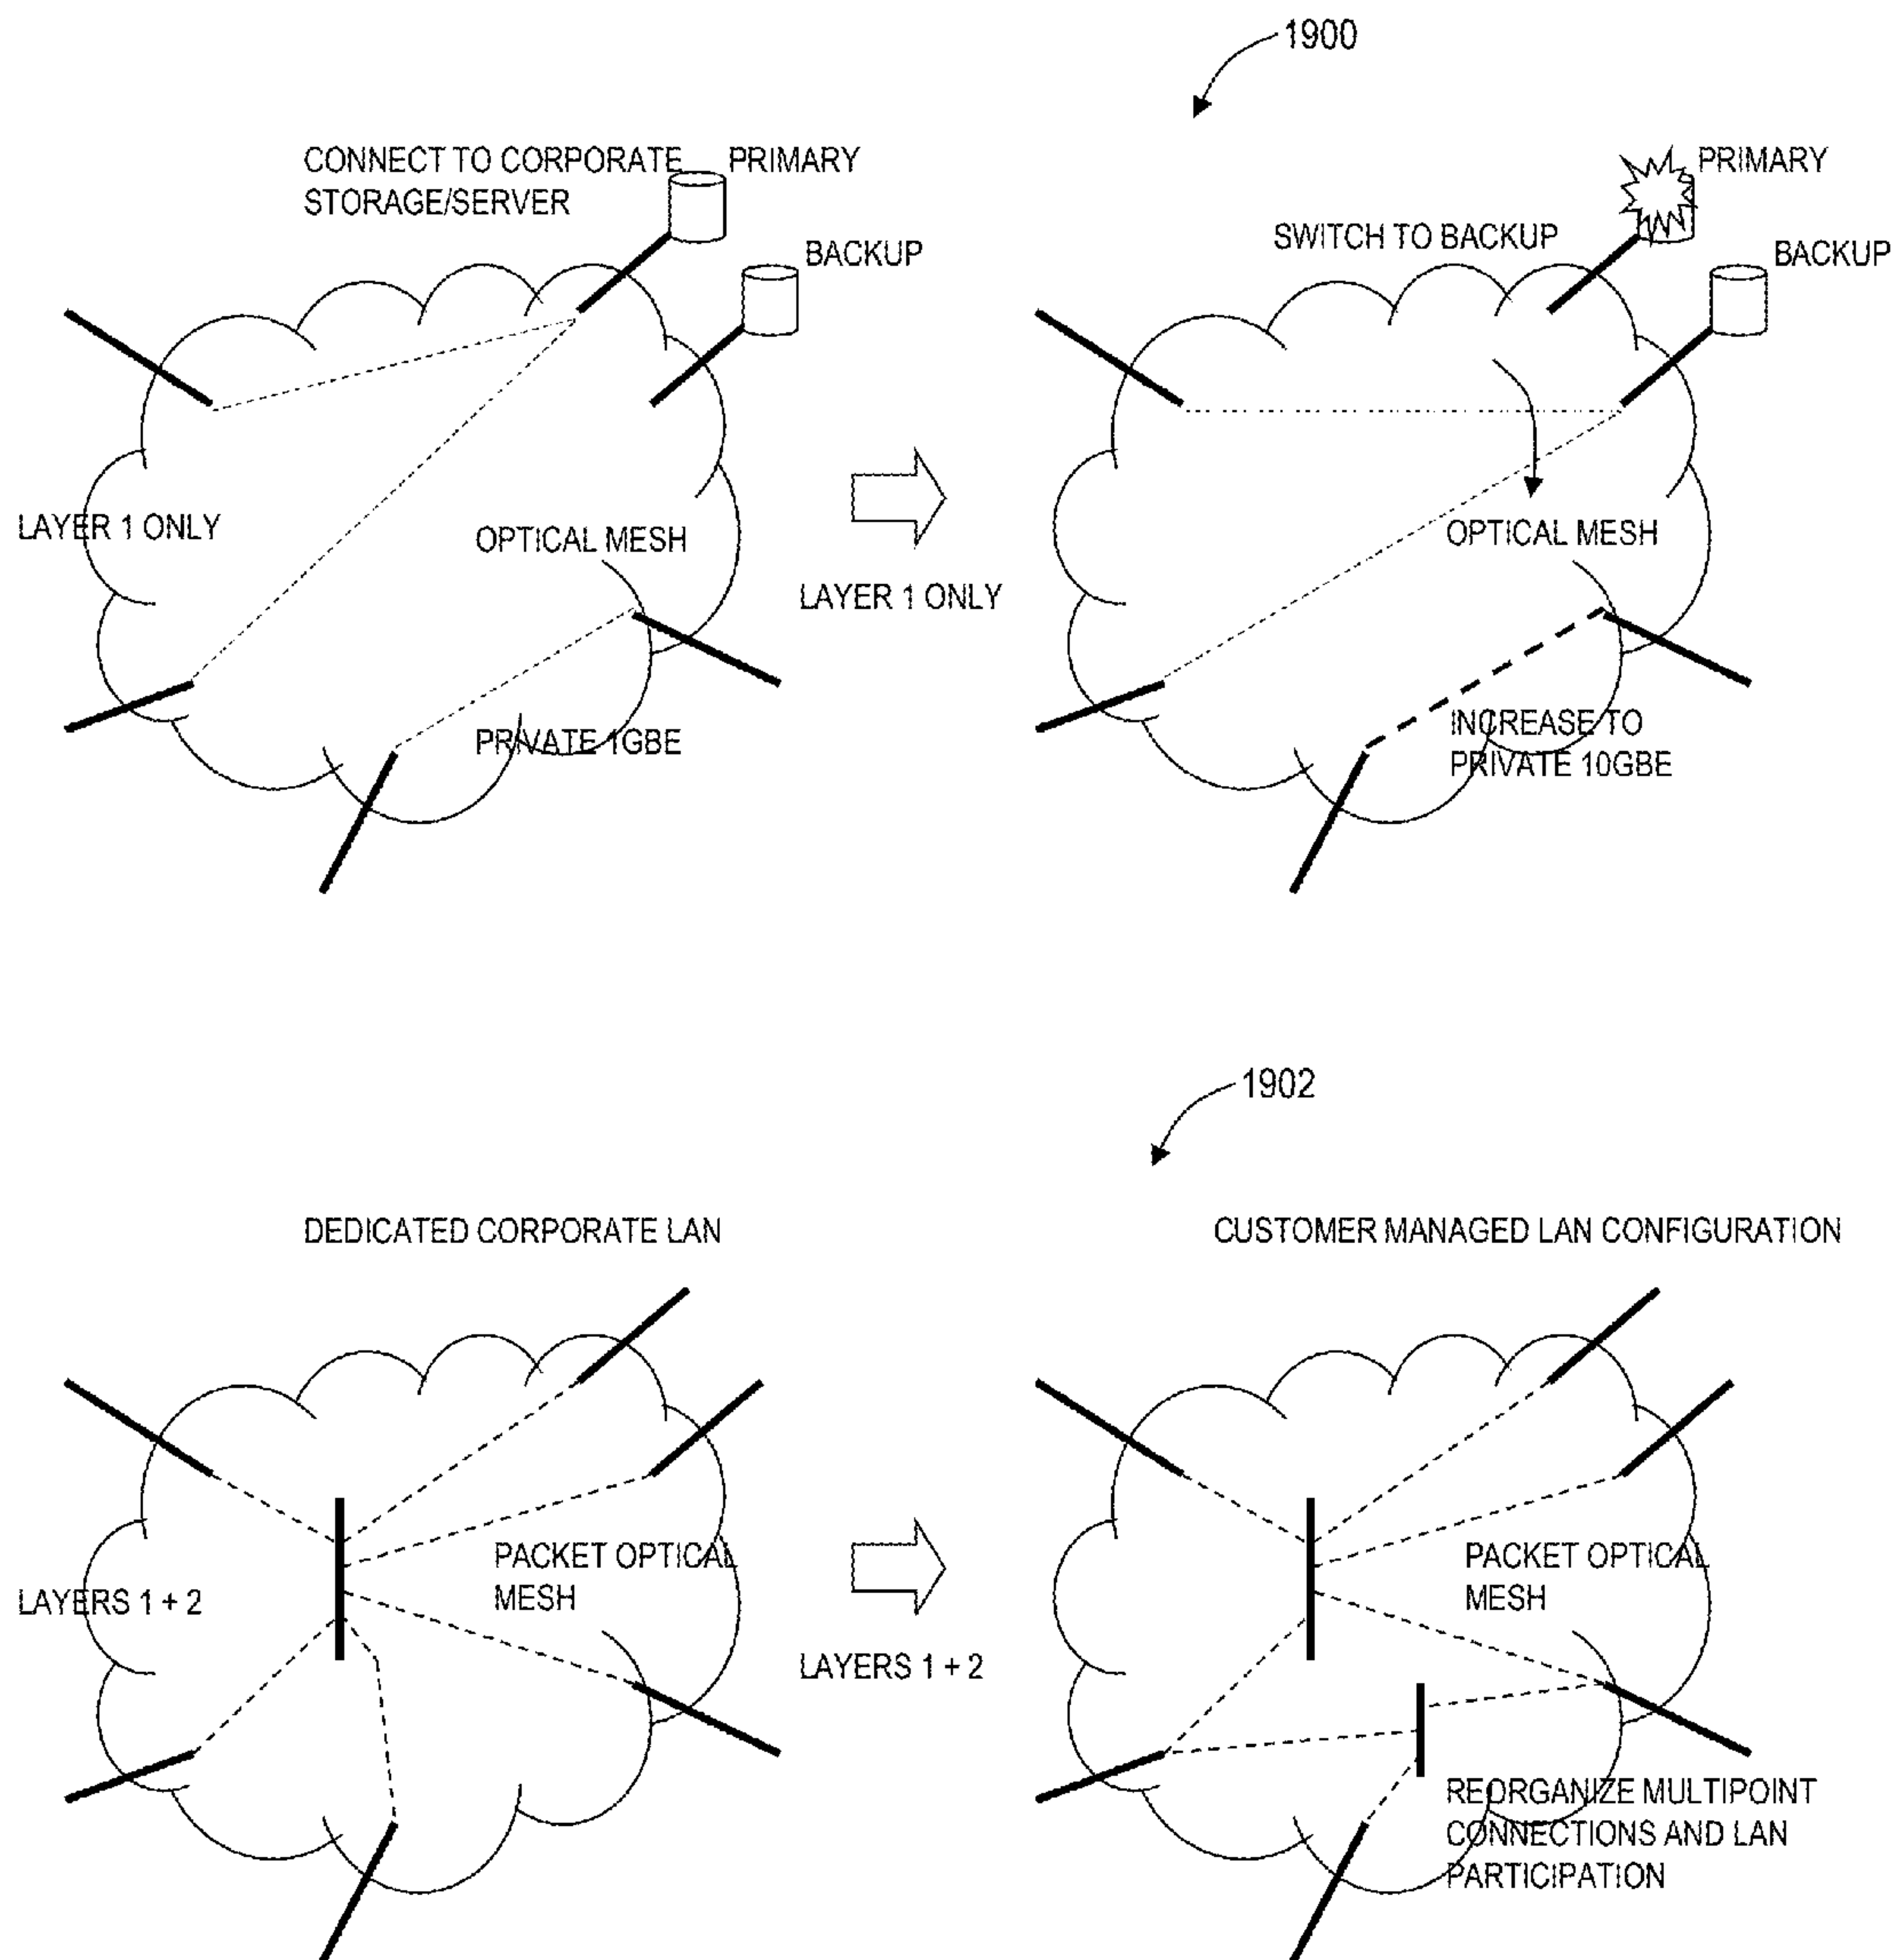 1900
CONNECT TO CORPORATE
STORAGE/SERVER
PRIMARY
BACKUP
LAYER 1 ONLY
OPTICAL MESH
PRIVATE 1GBE
LAYER 1 ONLY
SWITCH TO BACKUP
PRIMARY
BACKUP
OPTICAL MESH
INCREASE TO
PRIVATE 10GBE
1902
DEDICATED CORPORATE LAN
LAYERS 1 + 2
PACKET OPTICAL
MESH
LAYERS 1 + 2
CUSTOMER MANAGED LAN CONFIGURATION
PACKET OPTICAL
MESH
REORGANIZE MULTIPOINT
CONNECTIONS AND LAN
PARTICIPATION